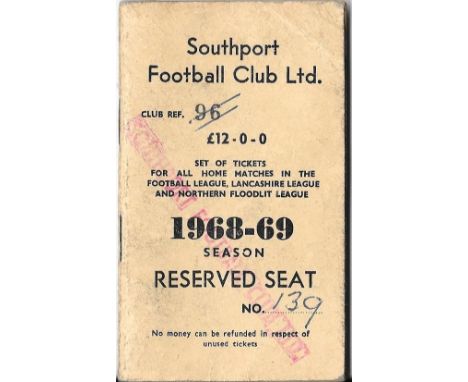 Southport
Football Club Ltd.
CLUB REF. 96
£12-0-0
SET OF TICKETS
FOR ALL HOME MATCHES IN THE
FOOTBALL LEAGUE, LANCASHIRE LEAGUE
AND NORTHERN FLOODLIT LEAGUE
1968-69
SEASON
RESERVED SEAT
NO. 139
No money can be refunded in respect of
unused tickets